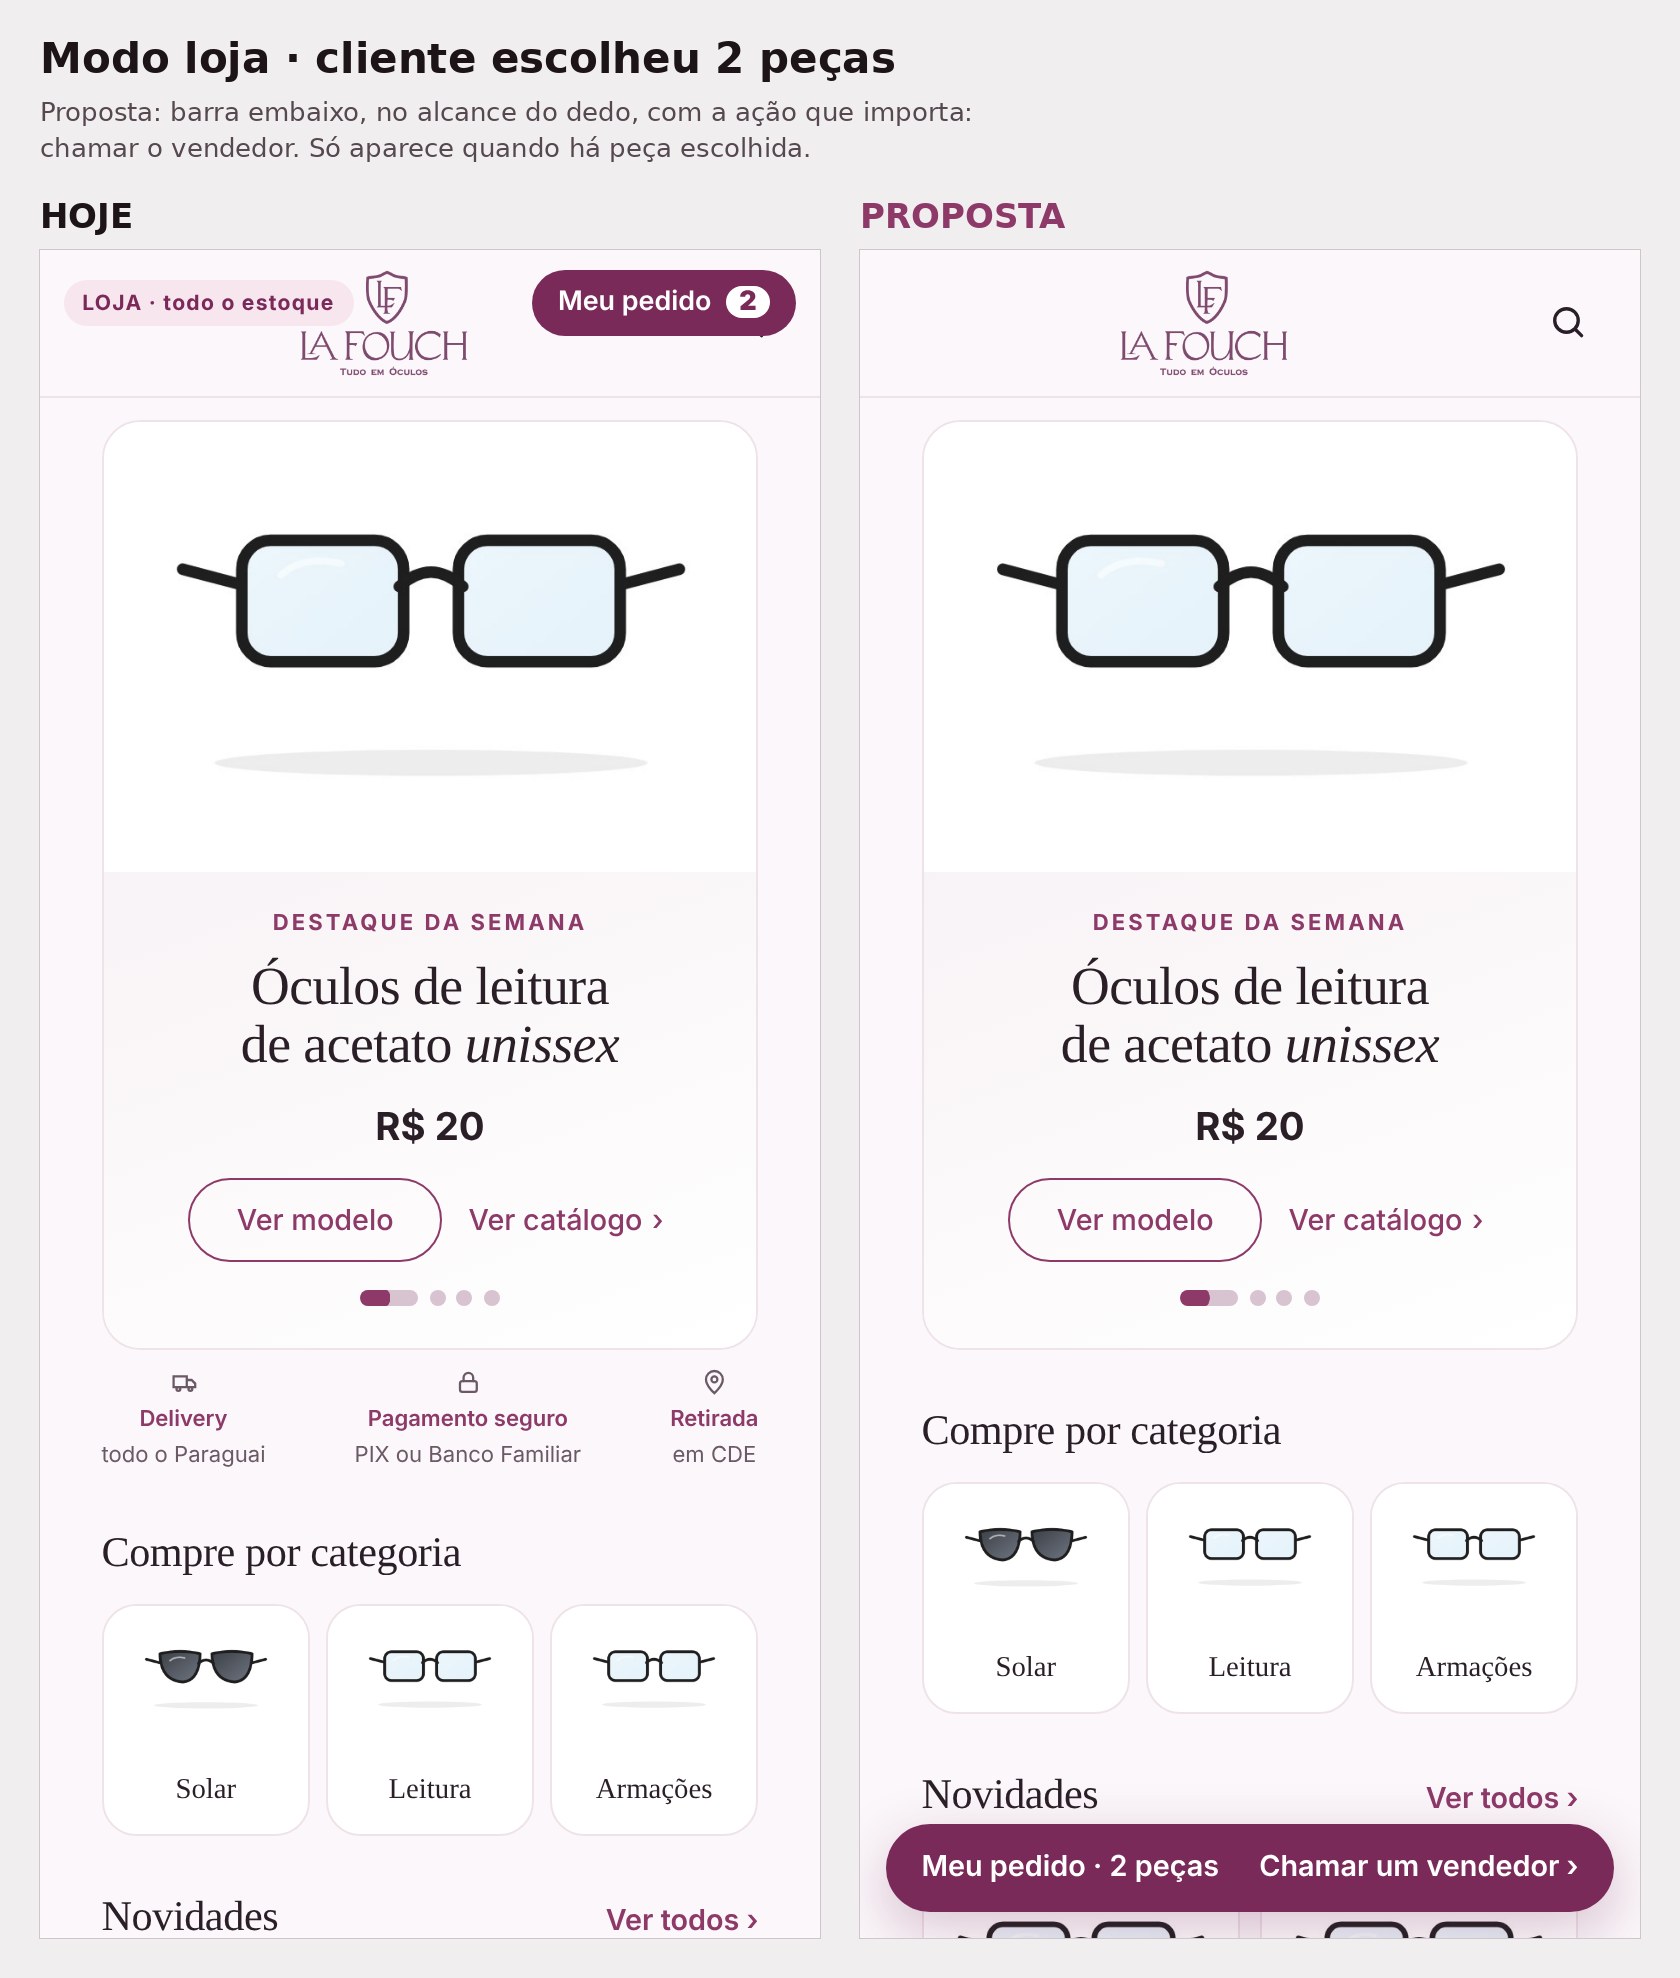 Modo loja · cliente escolheu 2 peças
Proposta: barra embaixo, no alcance do dedo, com a ação que importa:
chamar o vendedor. Só aparece quando há peça escolhida.
HOJE
LOJA · todo o estoque
LF
LA FOUCH
TUDO EM ÓCULOS
Meu pedido 2
DESTAQUE DA SEMANA
Óculos de leitura
de acetato unissex
R$ 20
Ver modelo
Ver catálogo ›
Delivery
todo o Paraguai
Pagamento seguro
PIX ou Banco Familiar
Retirada
em CDE
Compre por categoria
Solar
Leitura
Armações
Novidades
Ver todos ›
PROPOSTA
LF
LA FOUCH
TUDO EM ÓCULOS
DESTAQUE DA SEMANA
Óculos de leitura
de acetato unissex
R$ 20
Ver modelo
Ver catálogo ›
Compre por categoria
Solar
Leitura
Armações
Novidades
Ver todos ›
Meu pedido · 2 peças
Chamar um vendedor ›